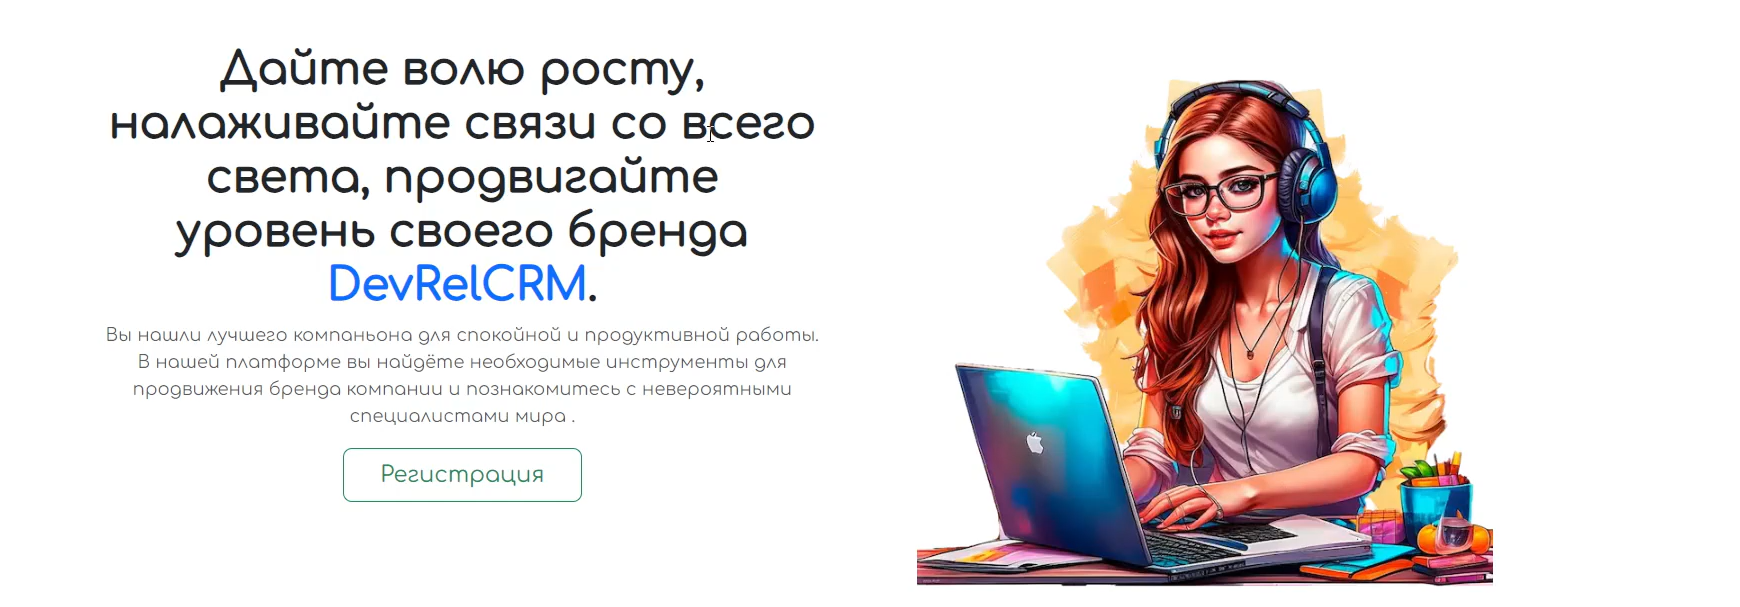 Дайте волю росту,
налаживайте связи со всего
света, продвигайте
уровень своего бренда
DevRelCRM.
Вы нашли лучшего компаньона для спокойной и продуктивной работы.
В нашей платформе вы найдёте необходимые инструменты для
продвижения бренда компании и познакомитесь с невероятными
специалистами мира .
Регистрация